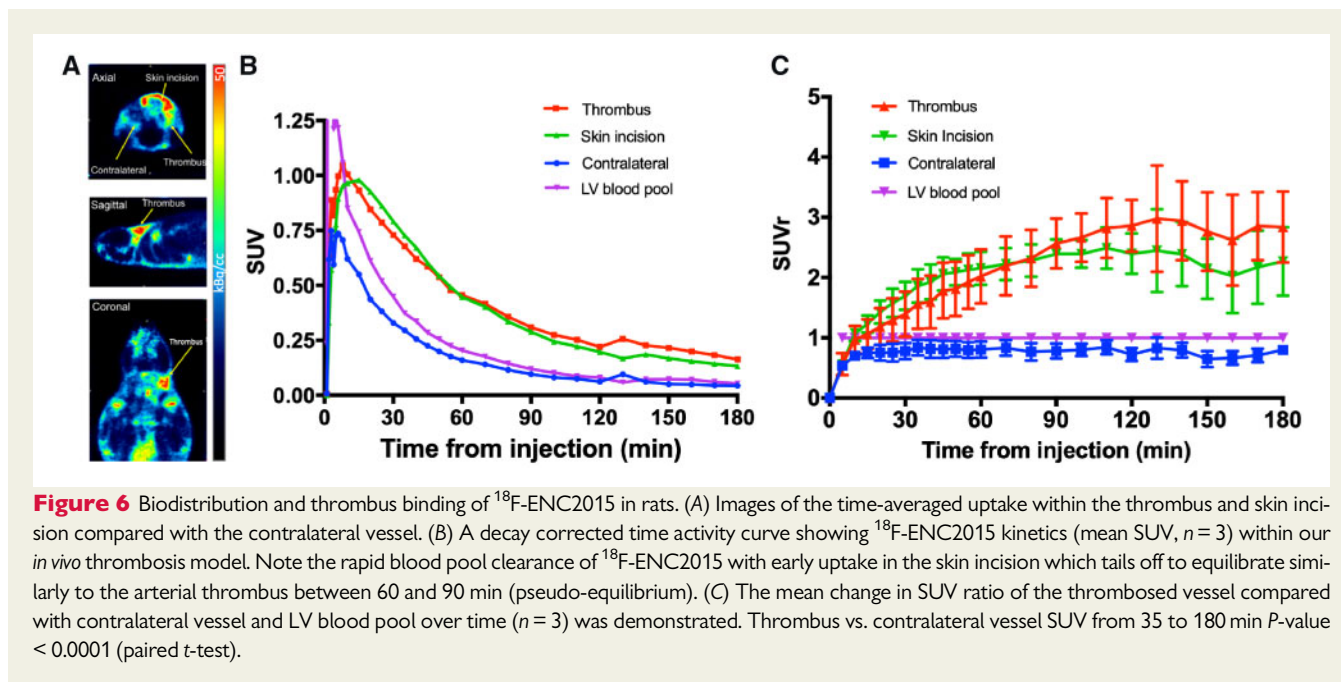 A
Axial
Skin incision
Contralateral
Thrombus
Sagittal
Thrombus
Coronal
Thrombus
50
kBq/cc
B
Thrombus
Skin incision
Contralateral
LV blood pool
SUV
1.25
1.00
0.75
0.50
0.25
0.00
0 30 60 90 120 150 180
Time from injection (min)
C
Thrombus
Skin Incision
Contralateral
LV blood pool
SUVr
5
4
3
2
1
0
0 30 60 90 120 150 180
Time from injection (min)
Figure 6 Biodistribution and thrombus binding of ¹⁸F-ENC2015 in rats. (A) Images of the time-averaged uptake within the thrombus and skin inci-
sion compared with the contralateral vessel. (B) A decay corrected time activity curve showing ¹⁸F-ENC2015 kinetics (mean SUV, n = 3) within our
in vivo thrombosis model. Note the rapid blood pool clearance of ¹⁸F-ENC2015 with early uptake in the skin incision which tails off to equilibrate simi-
larly to the arterial thrombus between 60 and 90 min (pseudo-equilibrium). (C) The mean change in SUV ratio of the thrombosed vessel compared
with contralateral vessel and LV blood pool over time (n = 3) was demonstrated. Thrombus vs. contralateral vessel SUV from 35 to 180 min P-value
< 0.0001 (paired t-test).